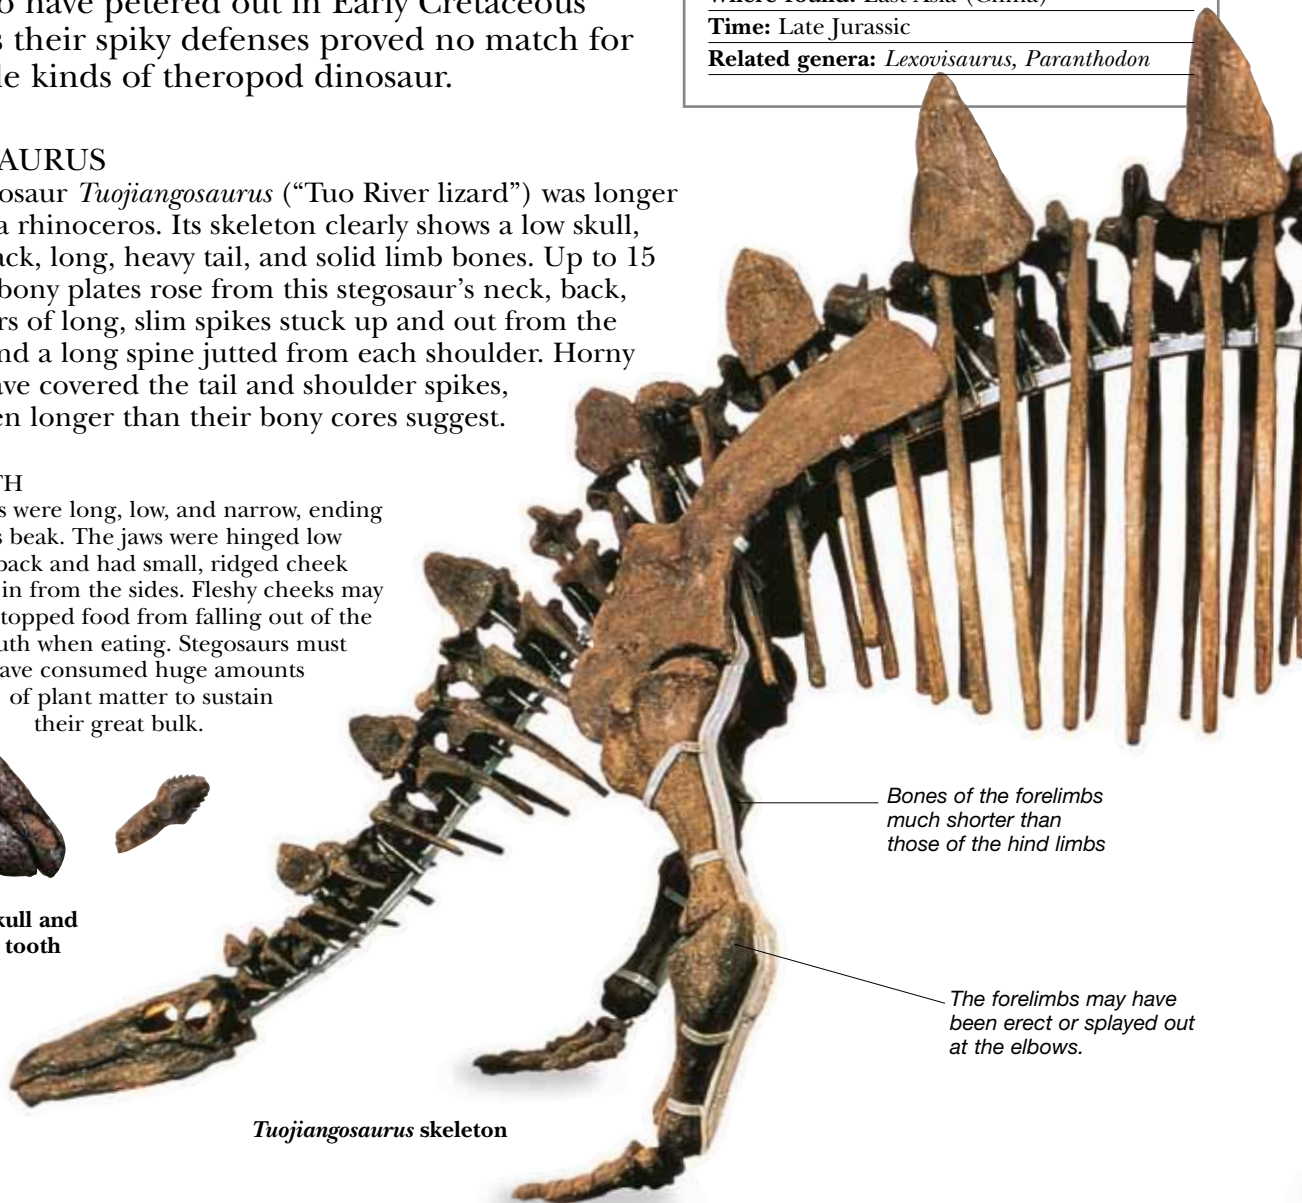 have petered out in Early Cretaceous
their spiky defenses proved no match for
kinds of theropod dinosaur.
Where found: East Asia (China)
Time: Late Jurassic
Related genera: Lexovisaurus, Paranthodon
AURUS
osaur Tuojiangosaurus (“Tuo River lizard”) was longer
a rhinoceros. Its skeleton clearly shows a low skull,
ack, long, heavy tail, and solid limb bones. Up to 15
bony plates rose from this stegosaur’s neck, back,
rs of long, slim spikes stuck up and out from the
nd a long spine jutted from each shoulder. Horny
ave covered the tail and shoulder spikes,
en longer than their bony cores suggest.
TH
s were long, low, and narrow, ending
s beak. The jaws were hinged low
back and had small, ridged cheek
in from the sides. Fleshy cheeks may
stopped food from falling out of the
uth when eating. Stegosaurs must
ave consumed huge amounts
of plant matter to sustain
their great bulk.
kull and
tooth
Bones of the forelimbs
much shorter than
those of the hind limbs
The forelimbs may have
been erect or splayed out
at the elbows.
Tuojiangosaurus skeleton